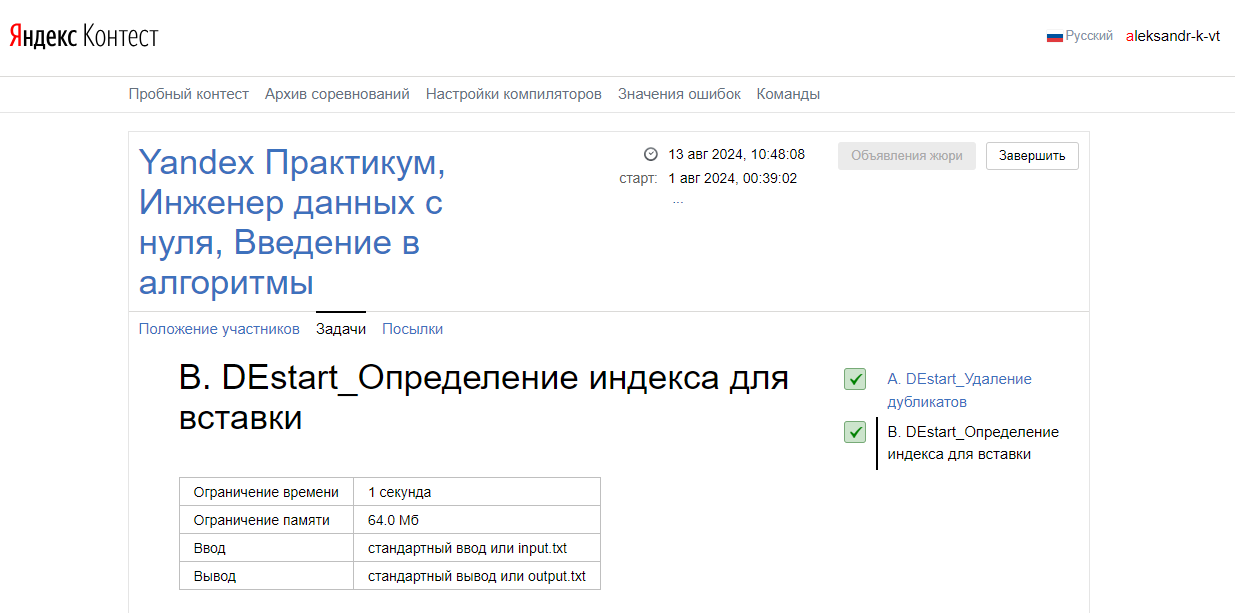 Яндекс Контест
Русский aleksandr-k-vt
Пробный контест Архив соревнований Настройки компиляторов Значения ошибок Команды
Yandex Практикум,
Инженер данных с
нуля, Введение в
алгоритмы
13 авг 2024, 10:48:08
старт: 1 авг 2024, 00:39:02
...
Объявления жюри Завершить
Положение участников Задачи Посылки
B. DEstart_Определение индекса для
вставки
Ограничение времени 1 секунда
Ограничение памяти 64.0 Мб
Ввод стандартный ввод или input.txt
Вывод стандартный вывод или output.txt
A. DEstart_Удаление
дубликатов
B. DEstart_Определение
индекса для вставки